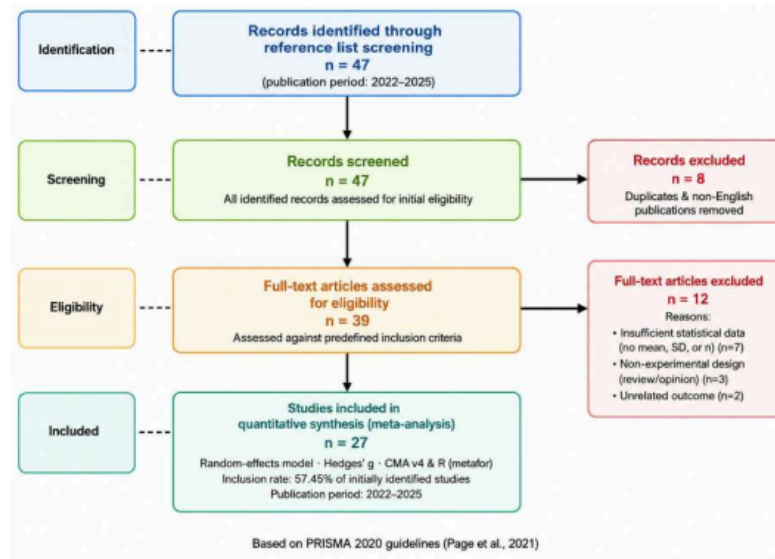 Identification
Records identified through
reference list screening
n = 47
(publication period: 2022–2025)
Screening
Records screened
n = 47
All identified records assessed for initial eligibility
Records excluded
n = 8
Duplicates & non-English
publications removed
Eligibility
Full-text articles assessed
for eligibility
n = 39
Assessed against predefined inclusion criteria
Full-text articles excluded
n = 12
Reasons:
• Insufficient statistical data
(no mean, SD, or n) (n=7)
• Non-experimental design
(review/opinion) (n=3)
• Unrelated outcome (n=2)
Included
Studies included in
quantitative synthesis (meta-analysis)
n = 27
Random-effects model · Hedges' g · CMA v4 & R (metafor)
Inclusion rate: 57.45% of initially identified studies
Publication period: 2022–2025
Based on PRISMA 2020 guidelines (Page et al., 2021)